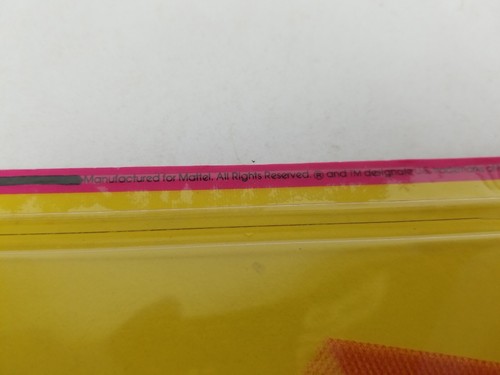 Manufactured for Mattel. All Rights Reserved. ® and TM designate